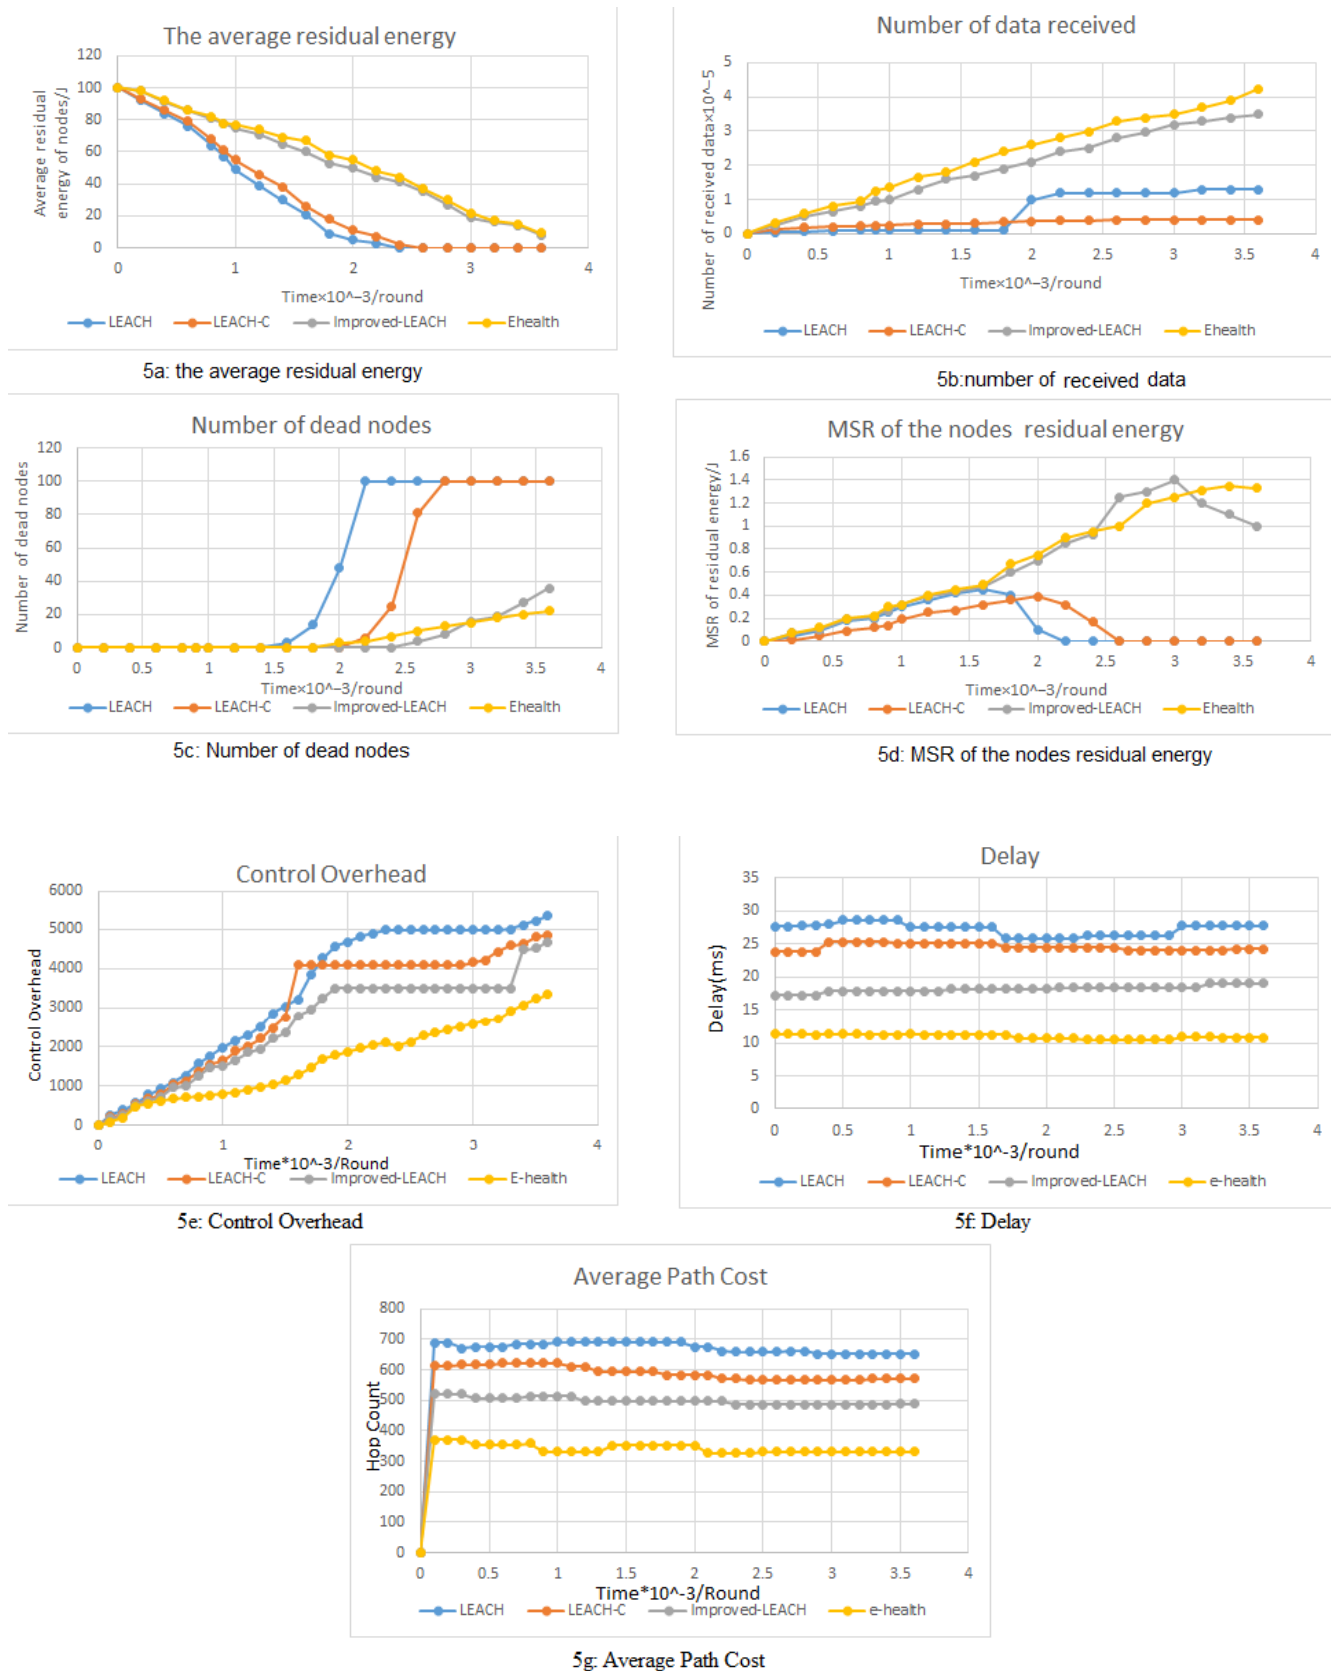 The average residual energy
Average residual
energy of nodes/J
120
100
80
60
40
20
0
0 1 2 3 4
Time×10^−3/round
LEACH LEACH-C Improved-LEACH Ehealth
5a: the average residual energy
Number of data received
Number of received data×10^−5
5
4
3
2
1
0
0 0.5 1 1.5 2 2.5 3 3.5 4
Time×10^−3/round
LEACH LEACH-C Improved-LEACH Ehealth
5b:number of received data
Number of dead nodes
Number of dead nodes
120
100
80
60
40
20
0
0 0.5 1 1.5 2 2.5 3 3.5 4
Time×10^−3/round
LEACH LEACH-C Improved-LEACH Ehealth
5c: Number of dead nodes
MSR of the nodes residual energy
MSR of residual energy/J
1.6
1.4
1.2
1
0.8
0.6
0.4
0.2
0
0 0.5 1 1.5 2 2.5 3 3.5 4
Time×10^−3/round
LEACH LEACH-C Improved-LEACH Ehealth
5d: MSR of the nodes residual energy
Control Overhead
Control Overhead
6000
5000
4000
3000
2000
1000
0
0 1 2 3 4
Time*10^-3/Round
LEACH LEACH-C Improved-LEACH E-health
5e: Control Overhead
Delay
Delay(ms)
35
30
25
20
15
10
5
0
0 0.5 1 1.5 2 2.5 3 3.5 4
Time*10^-3/round
LEACH LEACH-C Improved-LEACH e-health
5f: Delay
Average Path Cost
Hop Count
800
700
600
500
400
300
200
100
0
0 0.5 1 1.5 2 2.5 3 3.5 4
Time*10^-3/Round
LEACH LEACH-C Improved-LEACH e-health
5g: Average Path Cost